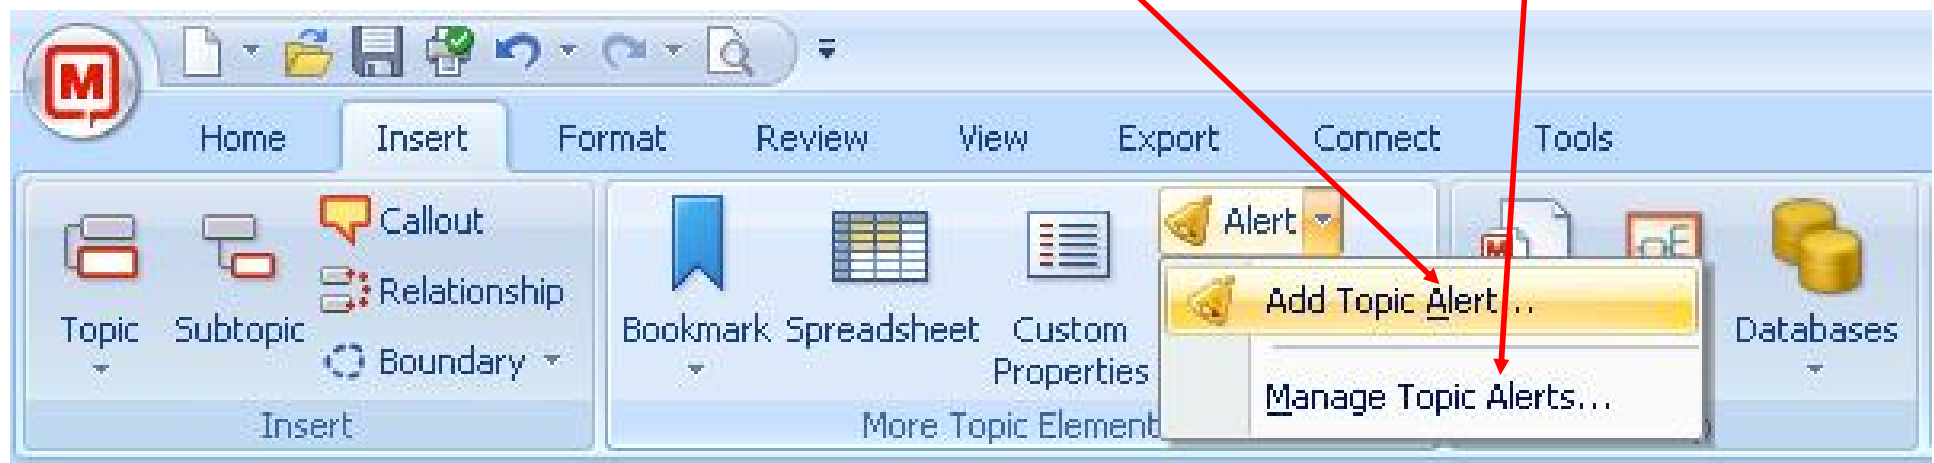 M
Home Insert Format Review View Export Connect Tools
Callout
Relationship
Boundary
Topic Subtopic
Insert
Bookmark Spreadsheet Custom
Properties
More Topic Element
Alert
Add Topic Alert...
Manage Topic Alerts...
Databases